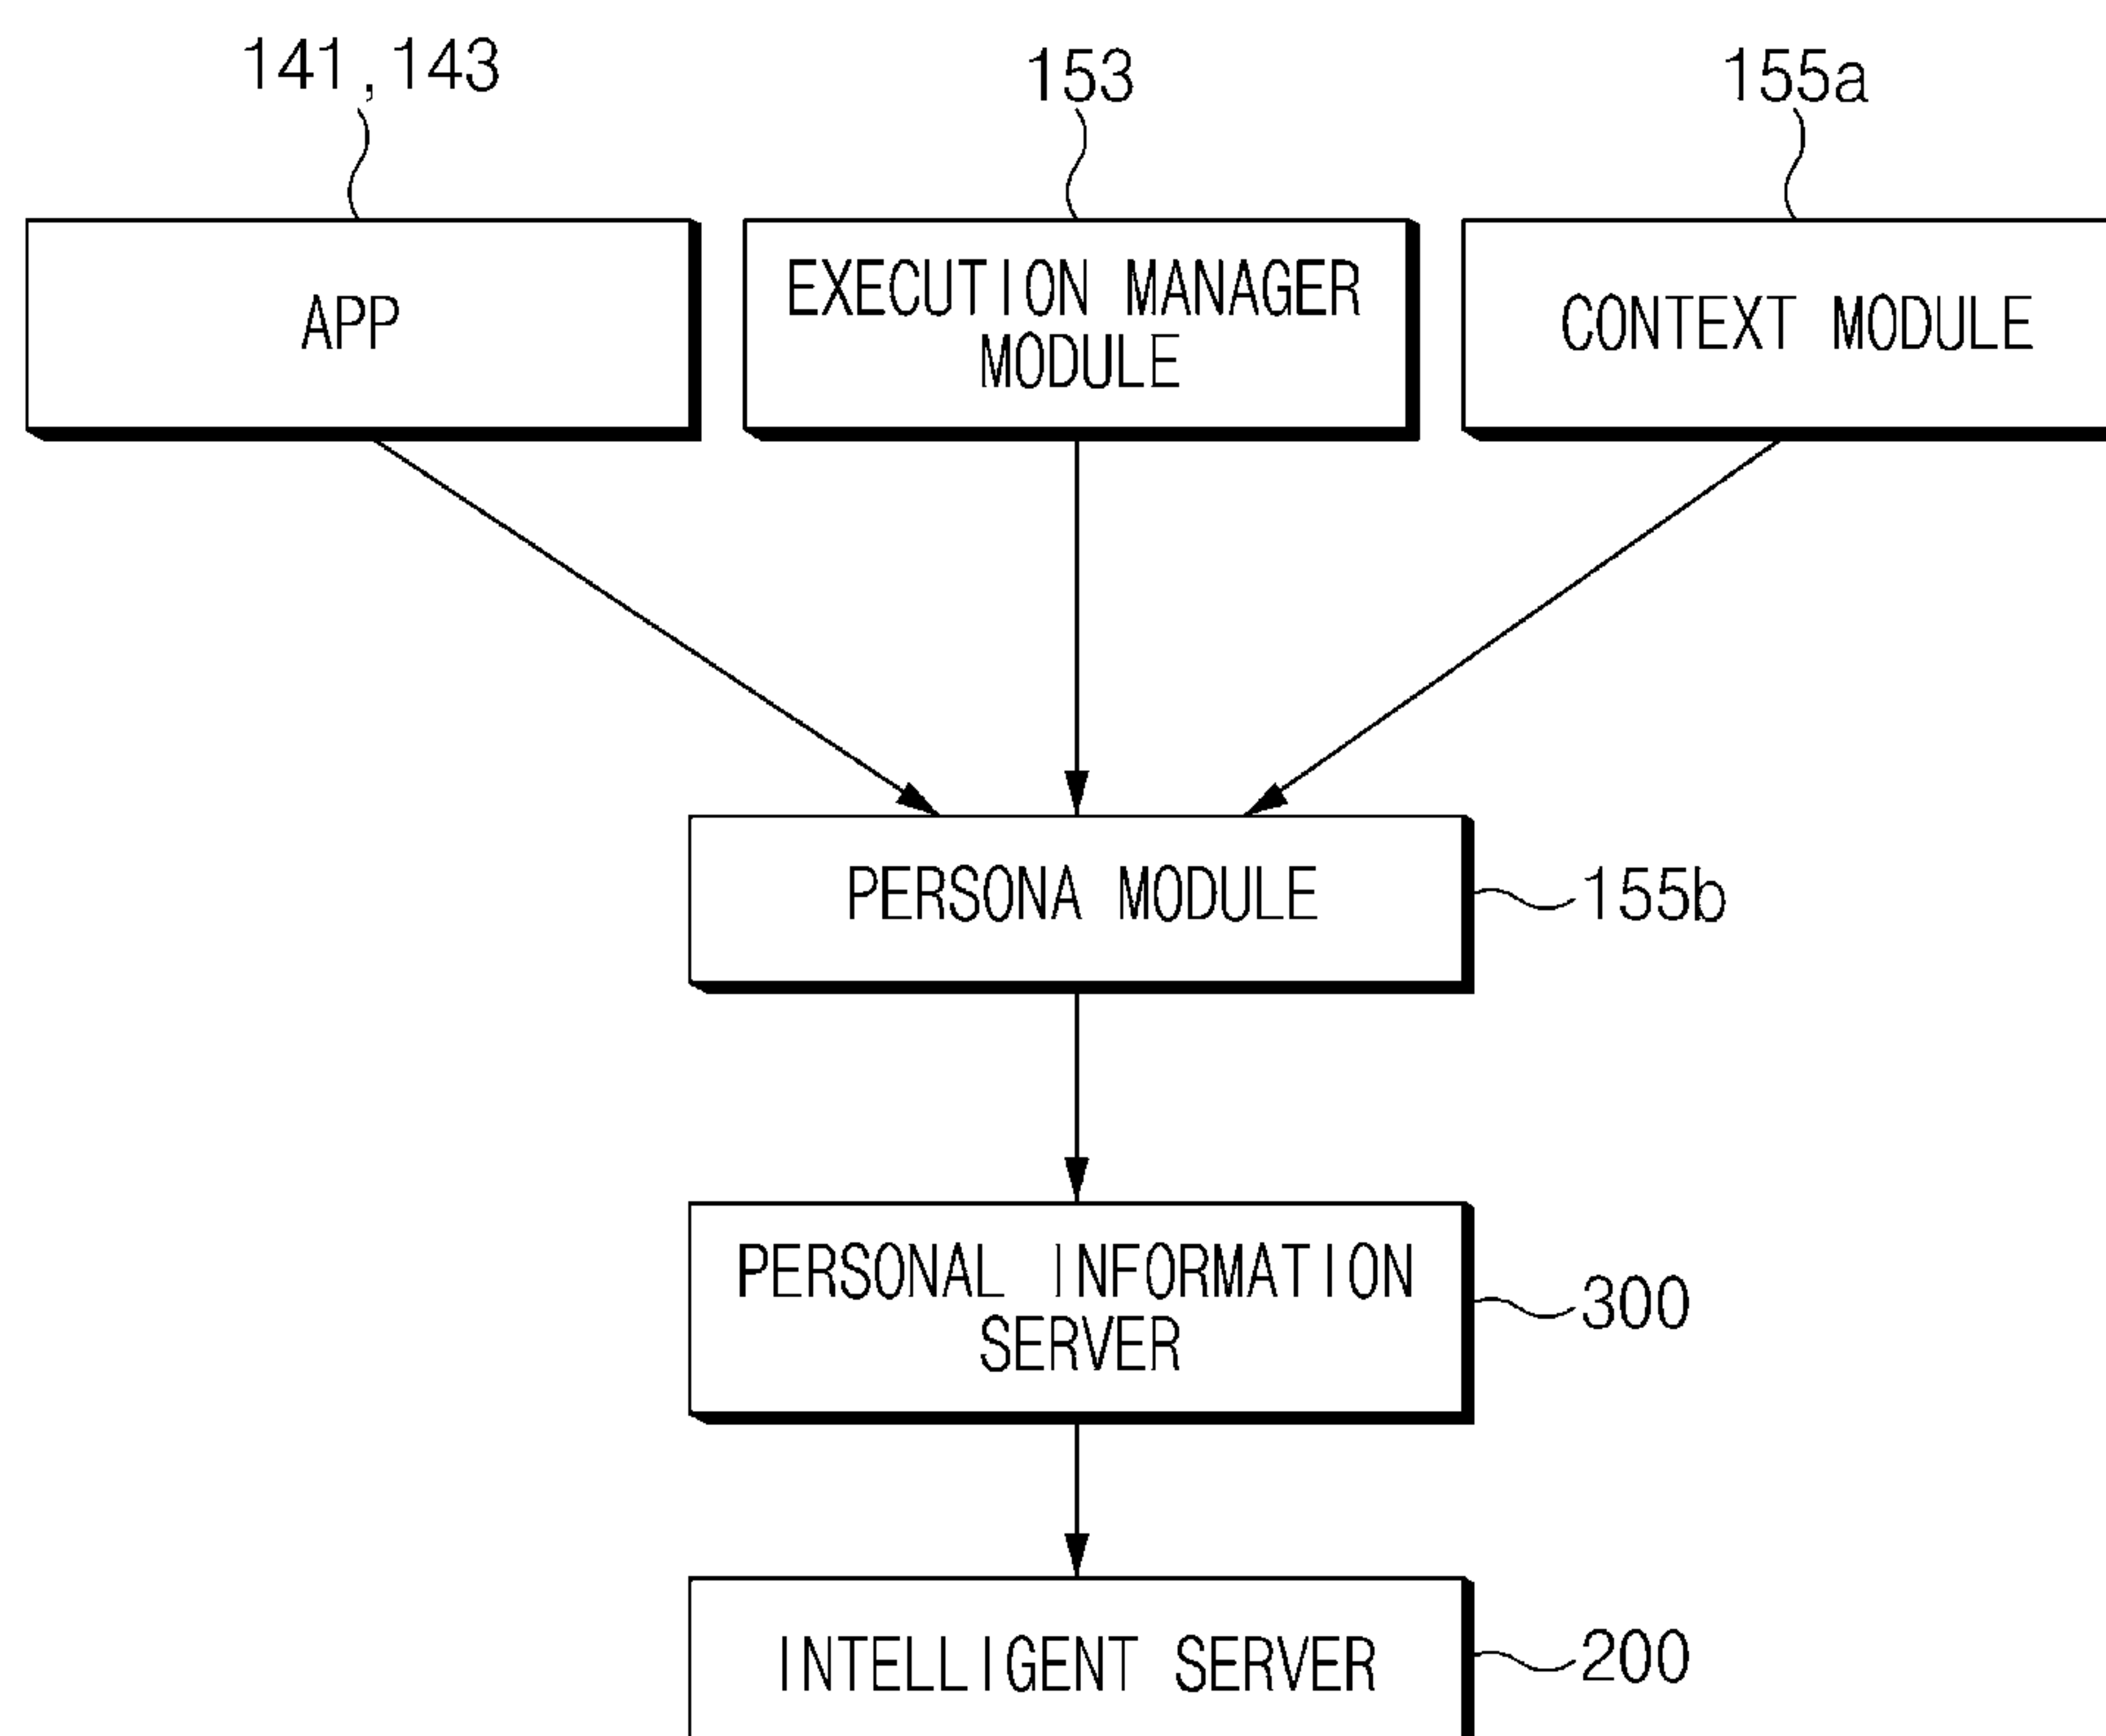 141, 143
153
155a
APP
EXECUTION MANAGER
MODULE
CONTEXT MODULE
PERSONA MODULE
155b
PERSONAL INFORMATION
SERVER
300
INTELLIGENT SERVER
200